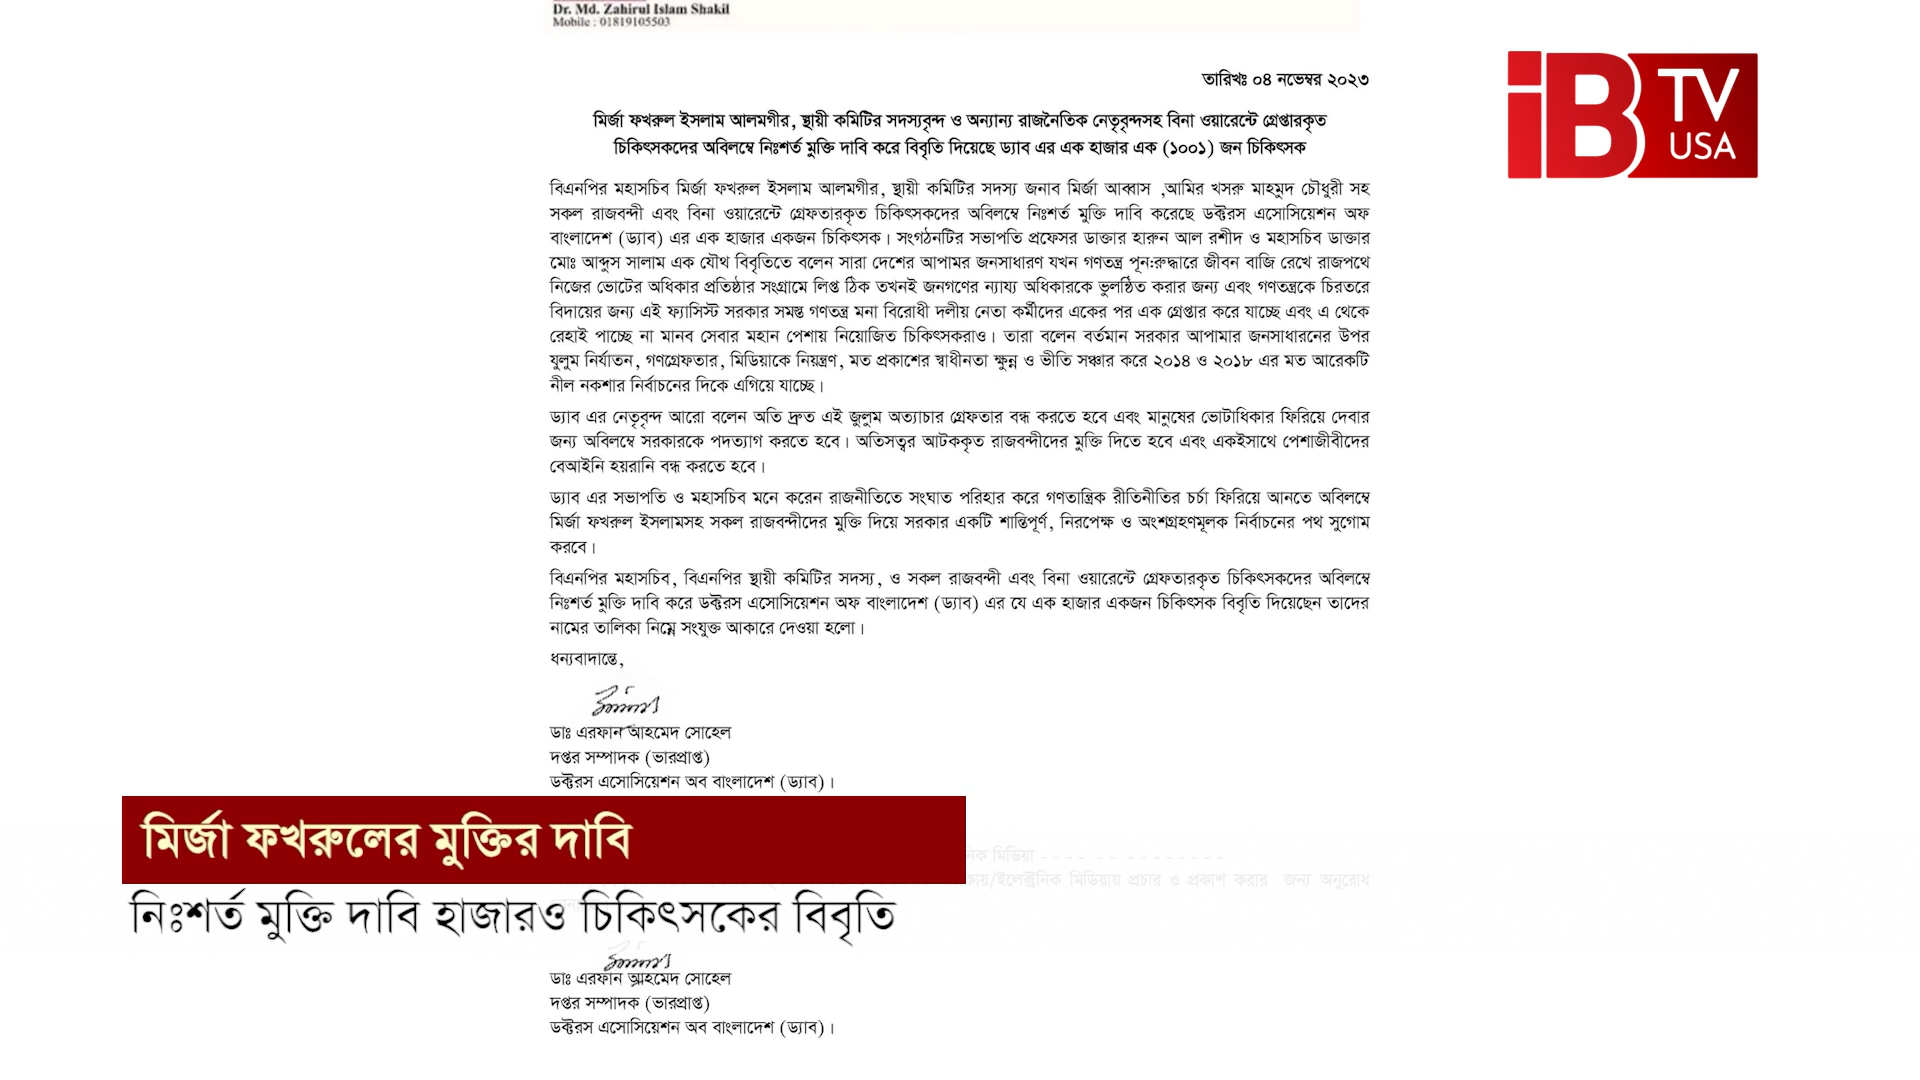 Dr. Md. Zahirul Islam Shakil
Mobile : 01819105503
iB TV USA
তারিখঃ ০৪ নভেম্বর ২০২৩
মির্জা ফখরুল ইসলাম আলমগীর, স্থায়ী কমিটির সদস্যবৃন্দ ও অন্যান্য রাজনৈতিক নেতৃবৃন্দসহ বিনা ওয়ারেন্টে গ্রেপ্তারকৃত
চিকিৎসকদের অবিলম্বে নিঃশর্ত মুক্তি দাবি করে বিবৃতি দিয়েছে ড্যাব এর এক হাজার এক (১০০১) জন চিকিৎসক
বিএনপির মহাসচিব মির্জা ফখরুল ইসলাম আলমগীর, স্থায়ী কমিটির সদস্য জনাব মির্জা আব্বাস ,আমির খসরু মাহমুদ চৌধুরী সহ
সকল রাজবন্দী এবং বিনা ওয়ারেন্টে গ্রেফতারকৃত চিকিৎসকদের অবিলম্বে নিঃশর্ত মুক্তি দাবি করেছে ডক্টরস এসোসিয়েশন অফ
বাংলাদেশ (ড্যাব) এর এক হাজার একজন চিকিৎসক। সংগঠনটির সভাপতি প্রফেসর ডাক্তার হারুন আল রশীদ ও মহাসচিব ডাক্তার
মোঃ আব্দুস সালাম এক যৌথ বিবৃতিতে বলেন সারা দেশের আপামর জনসাধারণ যখন গণতন্ত্র পূন:রুদ্ধারে জীবন বাজি রেখে রাজপথে
নিজের ভোটের অধিকার প্রতিষ্ঠার সংগ্রামে লিপ্ত ঠিক তখনই জনগণের ন্যায্য অধিকারকে ভুলন্ঠিত করার জন্য এবং গণতন্ত্রকে চিরতরে
বিদায়ের জন্য এই ফ্যাসিস্ট সরকার সমস্ত গণতন্ত্র মনা বিরোধী দলীয় নেতা কর্মীদের একের পর এক গ্রেপ্তার করে যাচ্ছে এবং এ থেকে
রেহাই পাচ্ছে না মানব সেবার মহান পেশায় নিয়োজিত চিকিৎসকরাও। তারা বলেন বর্তমান সরকার আপামার জনসাধারনের উপর
যুলুম নির্যাতন, গণগ্রেফতার, মিডিয়াকে নিয়ন্ত্রণ, মত প্রকাশের স্বাধীনতা ক্ষুন্ন ও ভীতি সঞ্চার করে ২০১৪ ও ২০১৮ এর মত আরেকটি
নীল নকশার নির্বাচনের দিকে এগিয়ে যাচ্ছে।
ড্যাব এর নেতৃবৃন্দ আরো বলেন অতি দ্রুত এই জুলুম অত্যাচার গ্রেফতার বন্ধ করতে হবে এবং মানুষের ভোটাধিকার ফিরিয়ে দেবার
জন্য অবিলম্বে সরকারকে পদত্যাগ করতে হবে। অতিসত্বর আটককৃত রাজবন্দীদের মুক্তি দিতে হবে এবং একইসাথে পেশাজীবীদের
বেআইনি হয়রানি বন্ধ করতে হবে।
ড্যাব এর সভাপতি ও মহাসচিব মনে করেন রাজনীতিতে সংঘাত পরিহার করে গণতান্ত্রিক রীতিনীতির চর্চা ফিরিয়ে আনতে অবিলম্বে
মির্জা ফখরুল ইসলামসহ সকল রাজবন্দীদের মুক্তি দিয়ে সরকার একটি শান্তিপূর্ণ, নিরপেক্ষ ও অংশগ্রহণমূলক নির্বাচনের পথ সুগোম
করবে।
বিএনপির মহাসচিব, বিএনপির স্থায়ী কমিটির সদস্য, ও সকল রাজবন্দী এবং বিনা ওয়ারেন্টে গ্রেফতারকৃত চিকিৎসকদের অবিলম্বে
নিঃশর্ত মুক্তি দাবি করে ডক্টরস এসোসিয়েশন অফ বাংলাদেশ (ড্যাব) এর যে এক হাজার একজন চিকিৎসক বিবৃতি দিয়েছেন তাদের
নামের তালিকা নিম্নে সংযুক্ত আকারে দেওয়া হলো।
ধন্যবাদান্তে,
ডাঃ এরফান আহমেদ সোহেল
দপ্তর সম্পাদক (ভারপ্রাপ্ত)
ডক্টরস এসোসিয়েশন অব বাংলাদেশ (ড্যাব)।
মির্জা ফখরুলের মুক্তির দাবি
মিডিয়া
/ইলেক্ট্রনিক মিডিয়ায় প্রচার ও প্রকাশ করার জন্য অনুরোধ
নিঃশর্ত মুক্তি দাবি হাজারও চিকিৎসকের বিবৃতি
ডাঃ এরফান আহমেদ সোহেল
দপ্তর সম্পাদক (ভারপ্রাপ্ত)
ডক্টরস এসোসিয়েশন অব বাংলাদেশ (ড্যাব)।